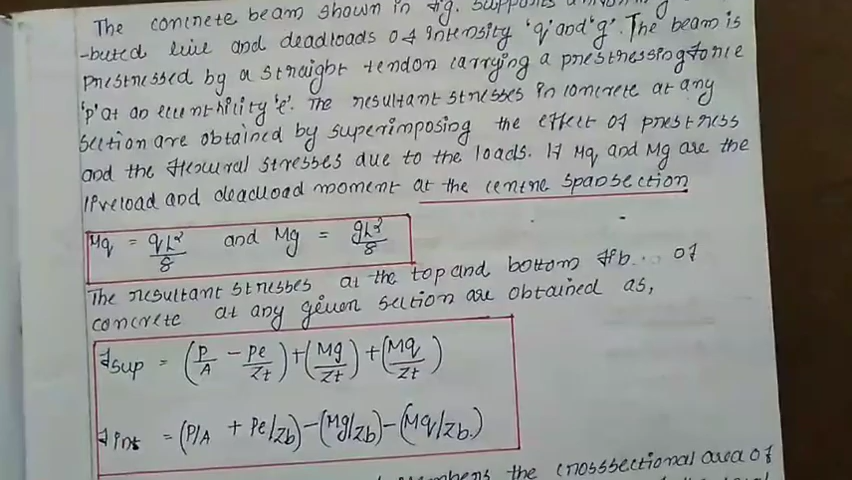 The concrete beam shown in fig. supports a
-buted live and deadloads of intensity 'q' and 'g'. The beam is
prestressed by a straight tendon carrying a prestressing force
'p' at an eccentricity 'e'. The resultant stresses in concrete at any
section are obtained by superimposing the effect of prestress
and the flexural stresses due to the loads. If Mq and Mg are the
liveload and deadload moment at the centre span section
Mq = qL²/8 and Mg = gL²/8
The resultant stresses at the top and bottom fib of
concrete at any given section are obtained as,
fsup = (P/A - Pe/Zt) + (Mg/Zt) + (Mq/Zt)
finf = (P/A + Pe/Zb) - (Mg/Zb) - (Mq/Zb)
the crosssectional area of